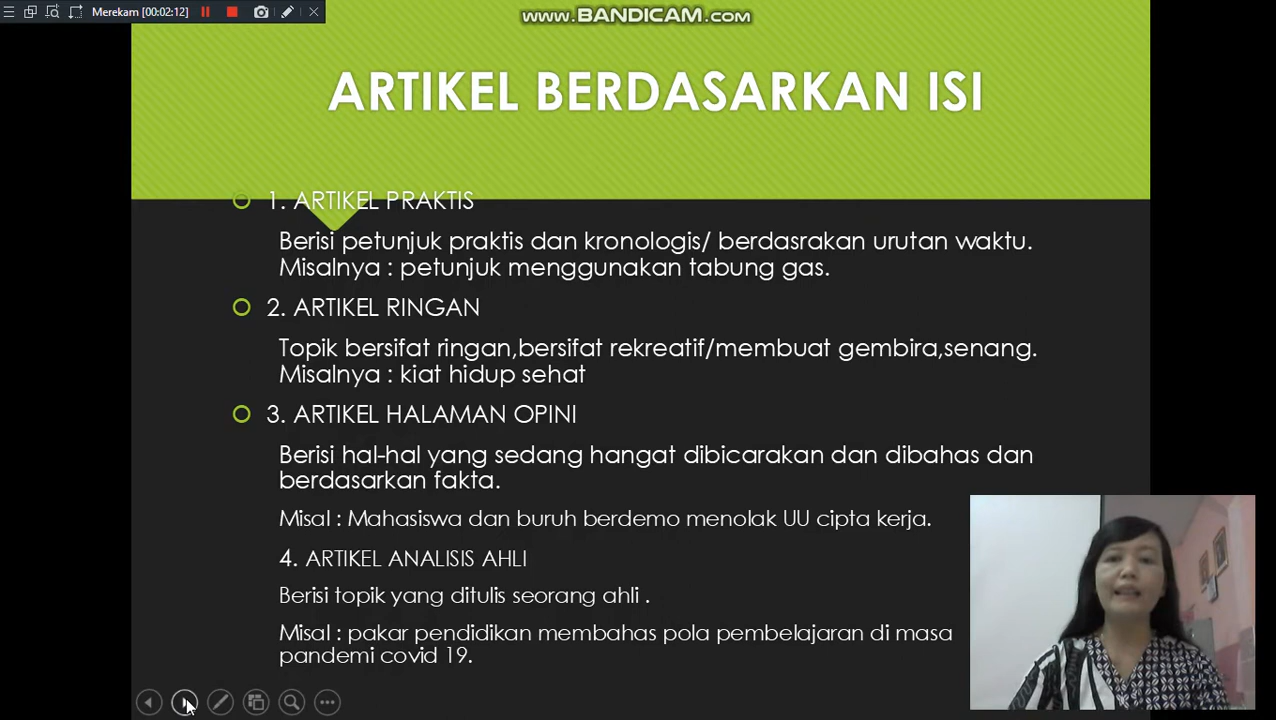 Merekam [00:02:12]
www.BANDICAM.com
ARTIKEL BERDASARKAN ISI
1. ARTIKEL PRAKTIS
Berisi petunjuk praktis dan kronologis/ berdasrakan urutan waktu.
Misalnya : petunjuk menggunakan tabung gas.
2. ARTIKEL RINGAN
Topik bersifat ringan,bersifat rekreatif/membuat gembira,senang.
Misalnya : kiat hidup sehat
3. ARTIKEL HALAMAN OPINI
Berisi hal-hal yang sedang hangat dibicarakan dan dibahas dan
berdasarkan fakta.
Misal : Mahasiswa dan buruh berdemo menolak UU cipta kerja.
4. ARTIKEL ANALISIS AHLI
Berisi topik yang ditulis seorang ahli .
Misal : pakar pendidikan membahas pola pembelajaran di masa
pandemi covid 19.